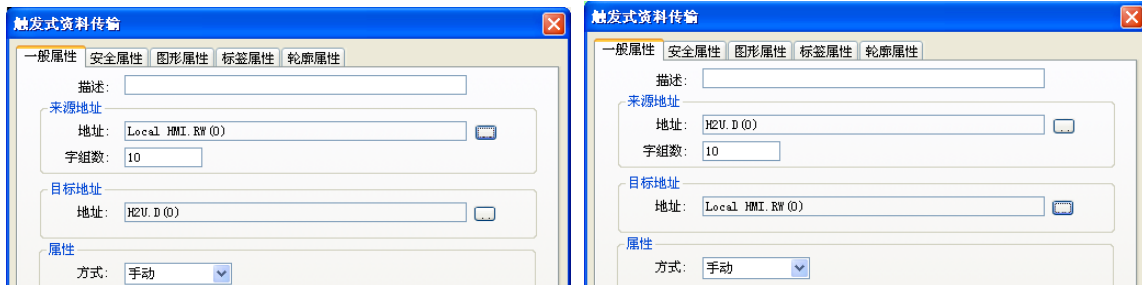 触发式资料传输
一般属性 安全属性 图形属性 标签属性 轮廓属性
描述:
来源地址
地址: Local HMI.RW(0) ...
字组数: 10
目标地址
地址: H2U.D(0) ...
属性
方式: 手动
触发式资料传输
一般属性 安全属性 图形属性 标签属性 轮廓属性
描述:
来源地址
地址: H2U.D(0) ...
字组数: 10
目标地址
地址: Local HMI.RW(0) ...
属性
方式: 手动